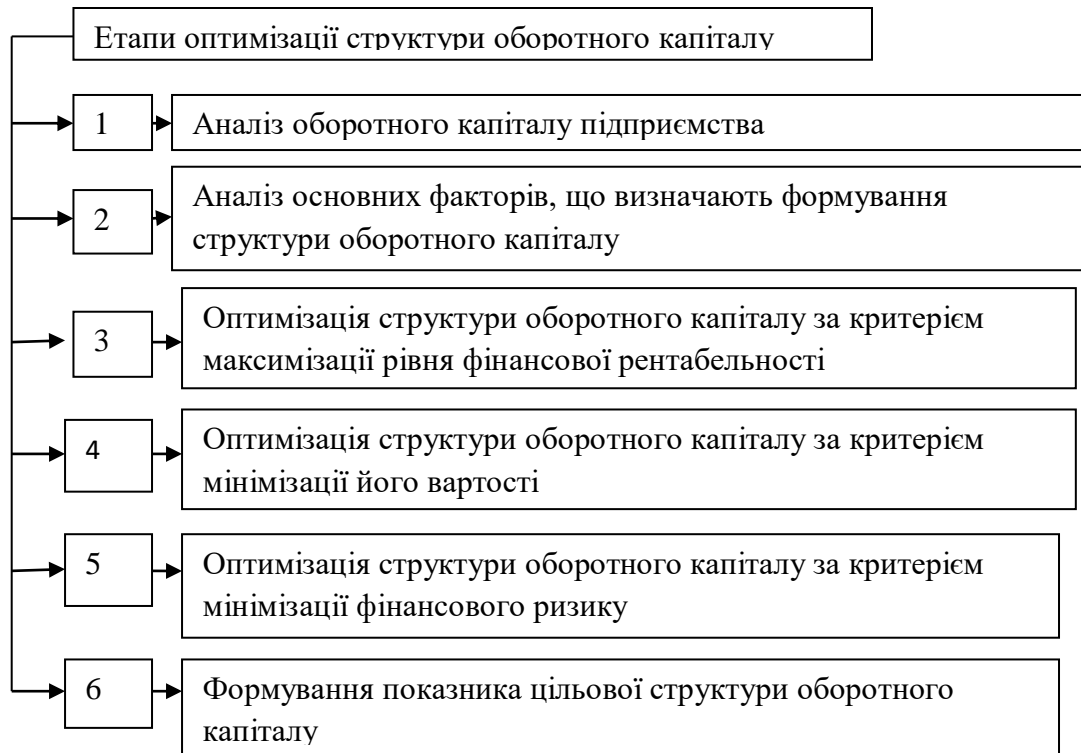 Етапи оптимізації структури оборотного капіталу
1
Аналіз оборотного капіталу підприємства
2
Аналіз основних факторів, що визначають формування
структури оборотного капіталу
3
Оптимізація структури оборотного капіталу за критерієм
максимізації рівня фінансової рентабельності
4
Оптимізація структури оборотного капіталу за критерієм
мінімізації його вартості
5
Оптимізація структури оборотного капіталу за критерієм
мінімізації фінансового ризику
6
Формування показника цільової структури оборотного
капіталу